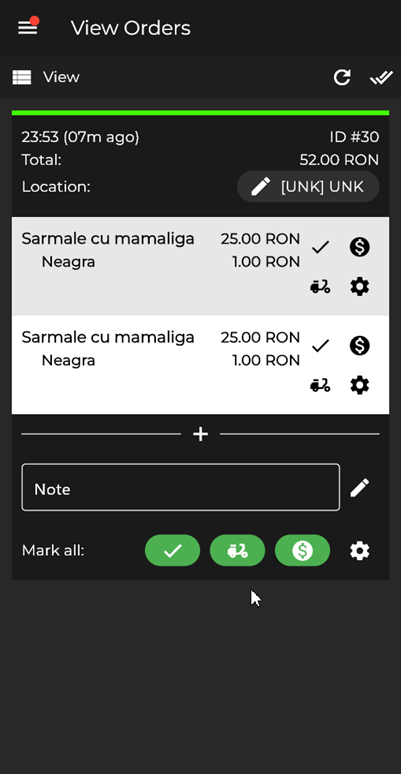 View Orders
View
23:53 (07m ago) ID #30
Total: 52.00 RON
Location: [UNK] UNK
Sarmale cu mamaliga 25.00 RON
Neagra 1.00 RON
Sarmale cu mamaliga 25.00 RON
Neagra 1.00 RON
Note
Mark all: